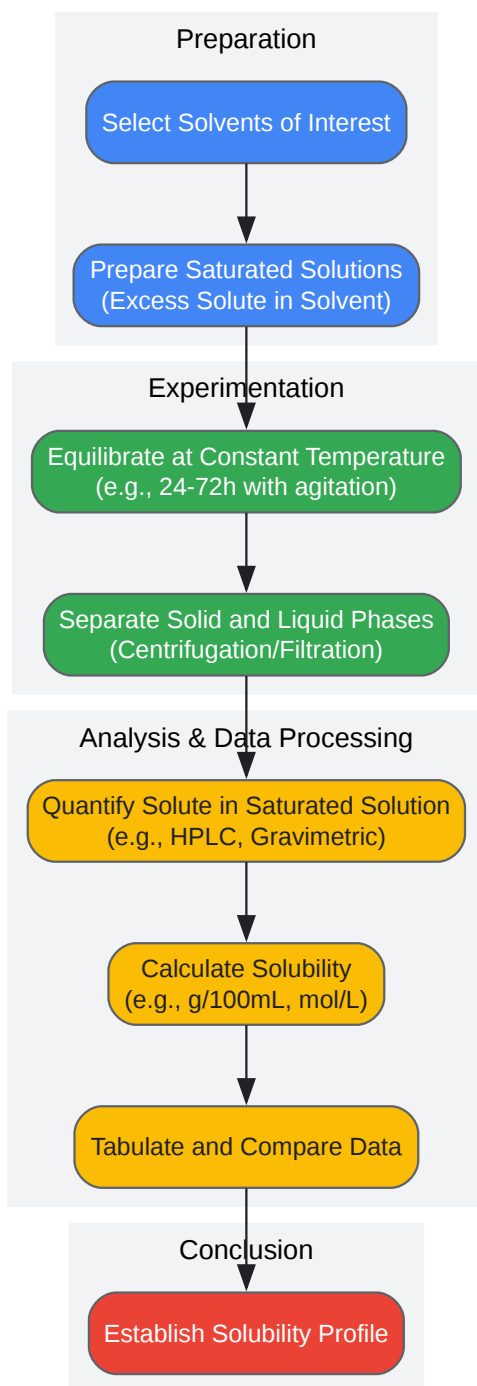 Preparation
Select Solvents of Interest
Prepare Saturated Solutions
(Excess Solute in Solvent)
Experimentation
Equilibrate at Constant Temperature
(e.g., 24-72h with agitation)
Separate Solid and Liquid Phases
(Centrifugation/Filtration)
Analysis & Data Processing
Quantify Solute in Saturated Solution
(e.g., HPLC, Gravimetric)
Calculate Solubility
(e.g., g/100mL, mol/L)
Tabulate and Compare Data
Conclusion
Establish Solubility Profile